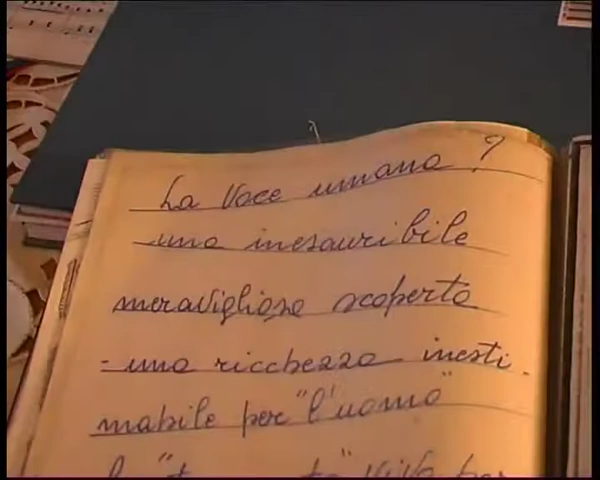 La Voce umana?
una inesauribile
meravigliosa scoperta
- una ricchezza inesti-
mabile per "l'uomo"